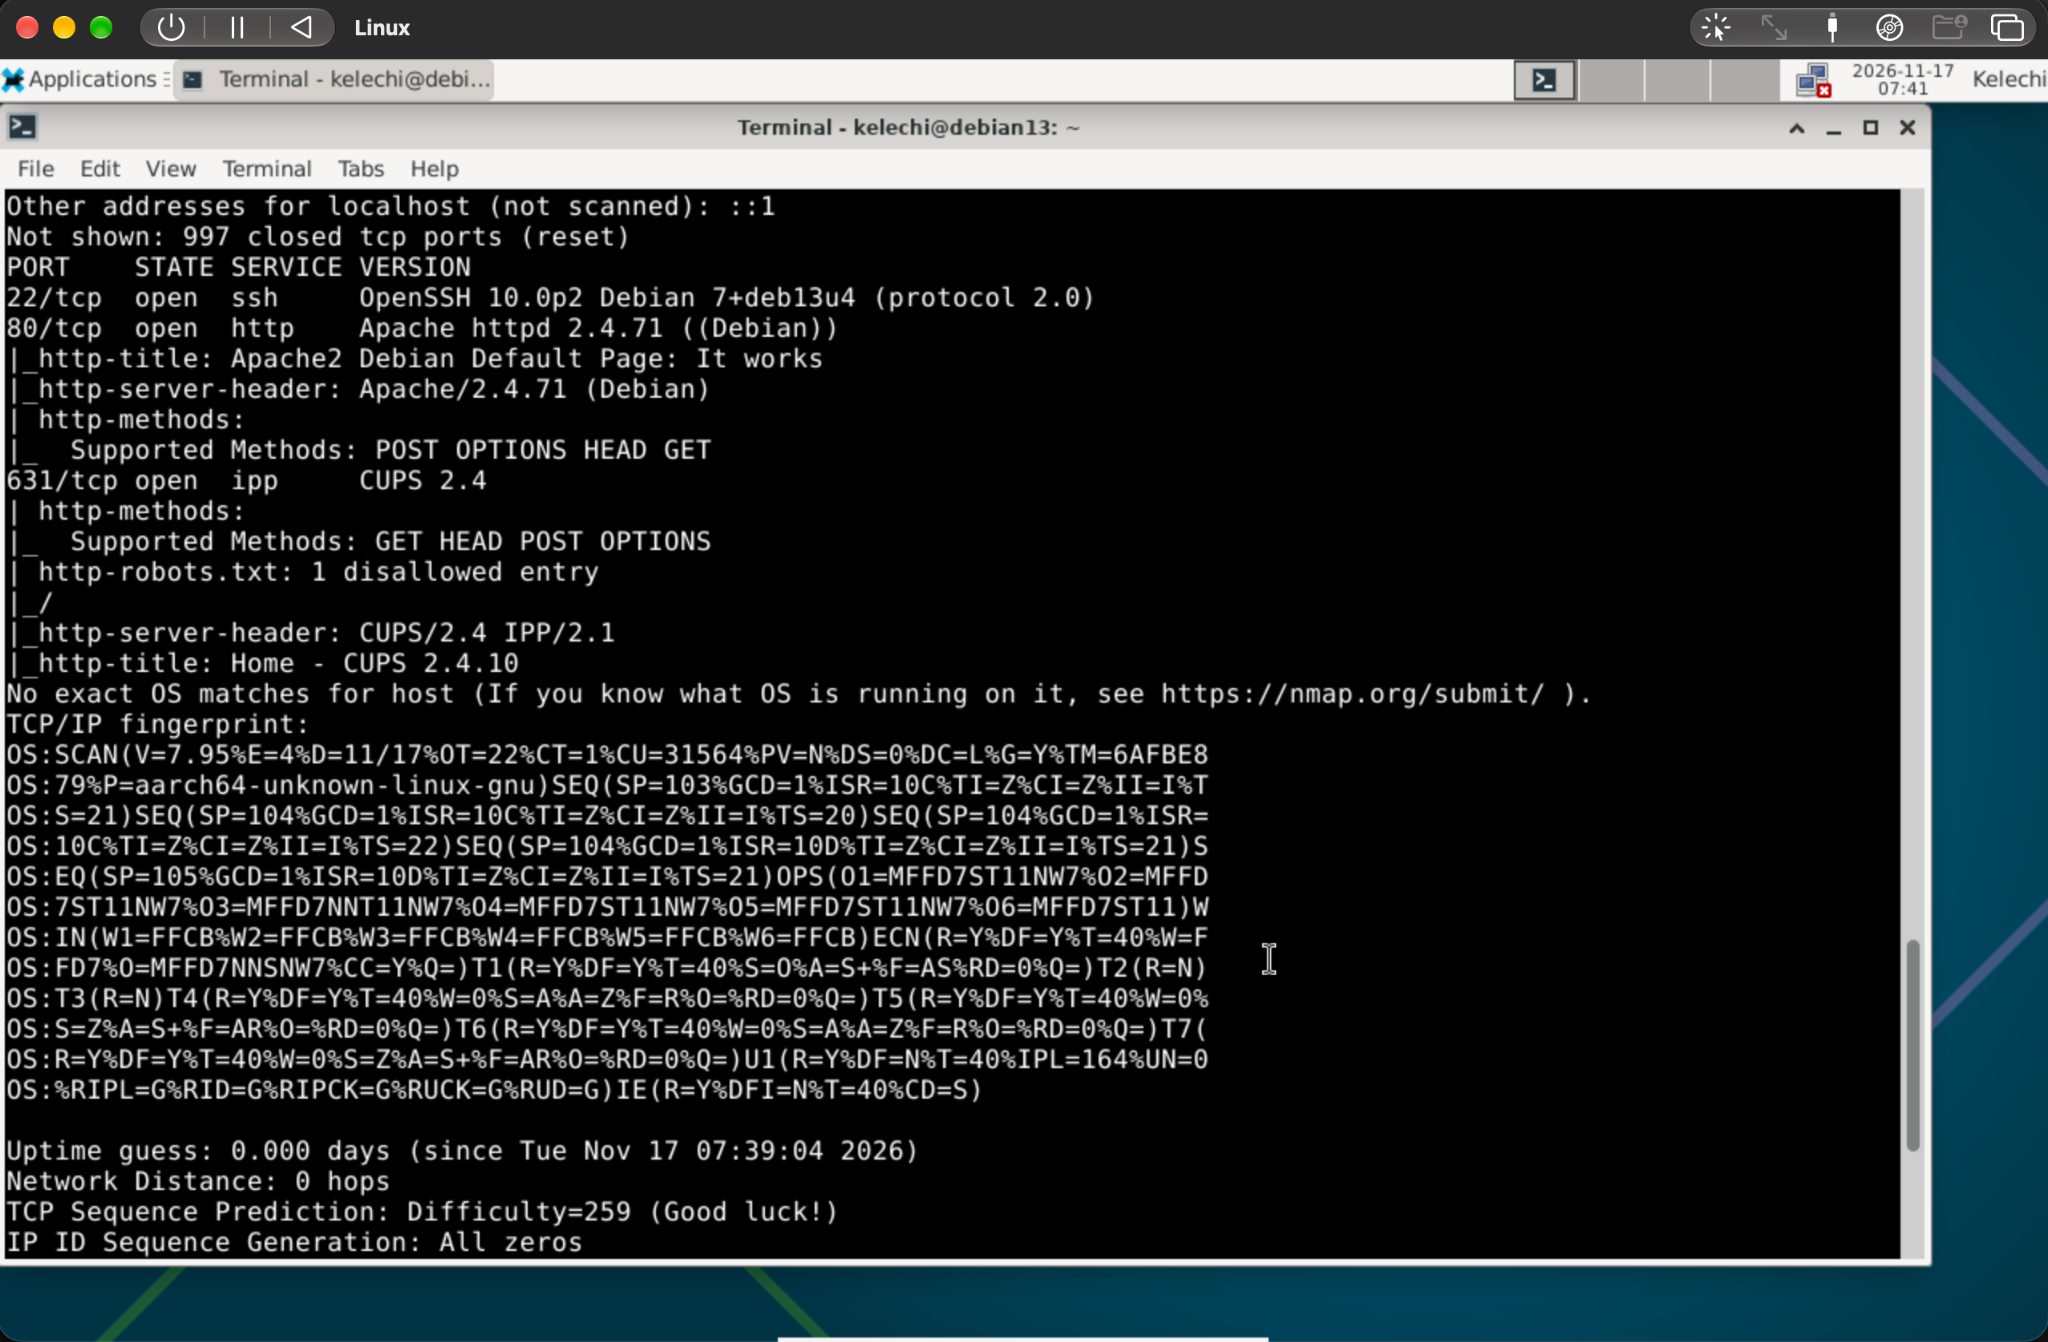 Linux
Applications
Terminal - kelechi@debi...
2026-11-17
07:41
Kelechi
Terminal - kelechi@debian13: ~
File Edit View Terminal Tabs Help
Other addresses for localhost (not scanned): ::1
Not shown: 997 closed tcp ports (reset)
PORT    STATE SERVICE VERSION
22/tcp  open  ssh     OpenSSH 10.0p2 Debian 7+deb13u4 (protocol 2.0)
80/tcp  open  http    Apache httpd 2.4.71 ((Debian))
|_http-title: Apache2 Debian Default Page: It works
|_http-server-header: Apache/2.4.71 (Debian)
| http-methods:
|_  Supported Methods: POST OPTIONS HEAD GET
631/tcp open  ipp     CUPS 2.4
| http-methods:
|_  Supported Methods: GET HEAD POST OPTIONS
| http-robots.txt: 1 disallowed entry
|_/
|_http-server-header: CUPS/2.4 IPP/2.1
|_http-title: Home - CUPS 2.4.10
No exact OS matches for host (If you know what OS is running on it, see https://nmap.org/submit/ ).
TCP/IP fingerprint:
OS:SCAN(V=7.95%E=4%D=11/17%OT=22%CT=1%CU=31564%PV=N%DS=0%DC=L%G=Y%TM=6AFBE8
OS:79%P=aarch64-unknown-linux-gnu)SEQ(SP=103%GCD=1%ISR=10C%TI=Z%CI=Z%II=I%T
OS:S=21)SEQ(SP=104%GCD=1%ISR=10C%TI=Z%CI=Z%II=I%TS=20)SEQ(SP=104%GCD=1%ISR=
OS:10C%TI=Z%CI=Z%II=I%TS=22)SEQ(SP=104%GCD=1%ISR=10D%TI=Z%CI=Z%II=I%TS=21)S
OS:EQ(SP=105%GCD=1%ISR=10D%TI=Z%CI=Z%II=I%TS=21)OPS(O1=MFFD7ST11NW7%O2=MFFD
OS:7ST11NW7%O3=MFFD7NNT11NW7%O4=MFFD7ST11NW7%O5=MFFD7ST11NW7%O6=MFFD7ST11)W
OS:IN(W1=FFCB%W2=FFCB%W3=FFCB%W4=FFCB%W5=FFCB%W6=FFCB)ECN(R=Y%DF=Y%T=40%W=F
OS:FD7%O=MFFD7NNSNW7%CC=Y%Q=)T1(R=Y%DF=Y%T=40%S=O%A=S+%F=AS%RD=0%Q=)T2(R=N)
OS:T3(R=N)T4(R=Y%DF=Y%T=40%W=0%S=A%A=Z%F=R%O=%RD=0%Q=)T5(R=Y%DF=Y%T=40%W=0%
OS:S=Z%A=S+%F=AR%O=%RD=0%Q=)T6(R=Y%DF=Y%T=40%W=0%S=A%A=Z%F=R%O=%RD=0%Q=)T7(
OS:R=Y%DF=Y%T=40%W=0%S=Z%A=S+%F=AR%O=%RD=0%Q=)U1(R=Y%DF=N%T=40%IPL=164%UN=0
OS:%RIPL=G%RID=G%RIPCK=G%RUCK=G%RUD=G)IE(R=Y%DFI=N%T=40%CD=S)
Uptime guess: 0.000 days (since Tue Nov 17 07:39:04 2026)
Network Distance: 0 hops
TCP Sequence Prediction: Difficulty=259 (Good luck!)
IP ID Sequence Generation: All zeros